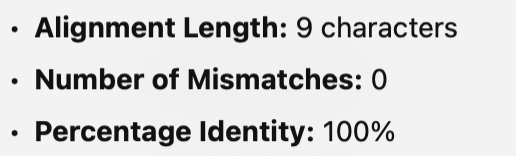 • Alignment Length: 9 characters
• Number of Mismatches: 0
• Percentage Identity: 100%